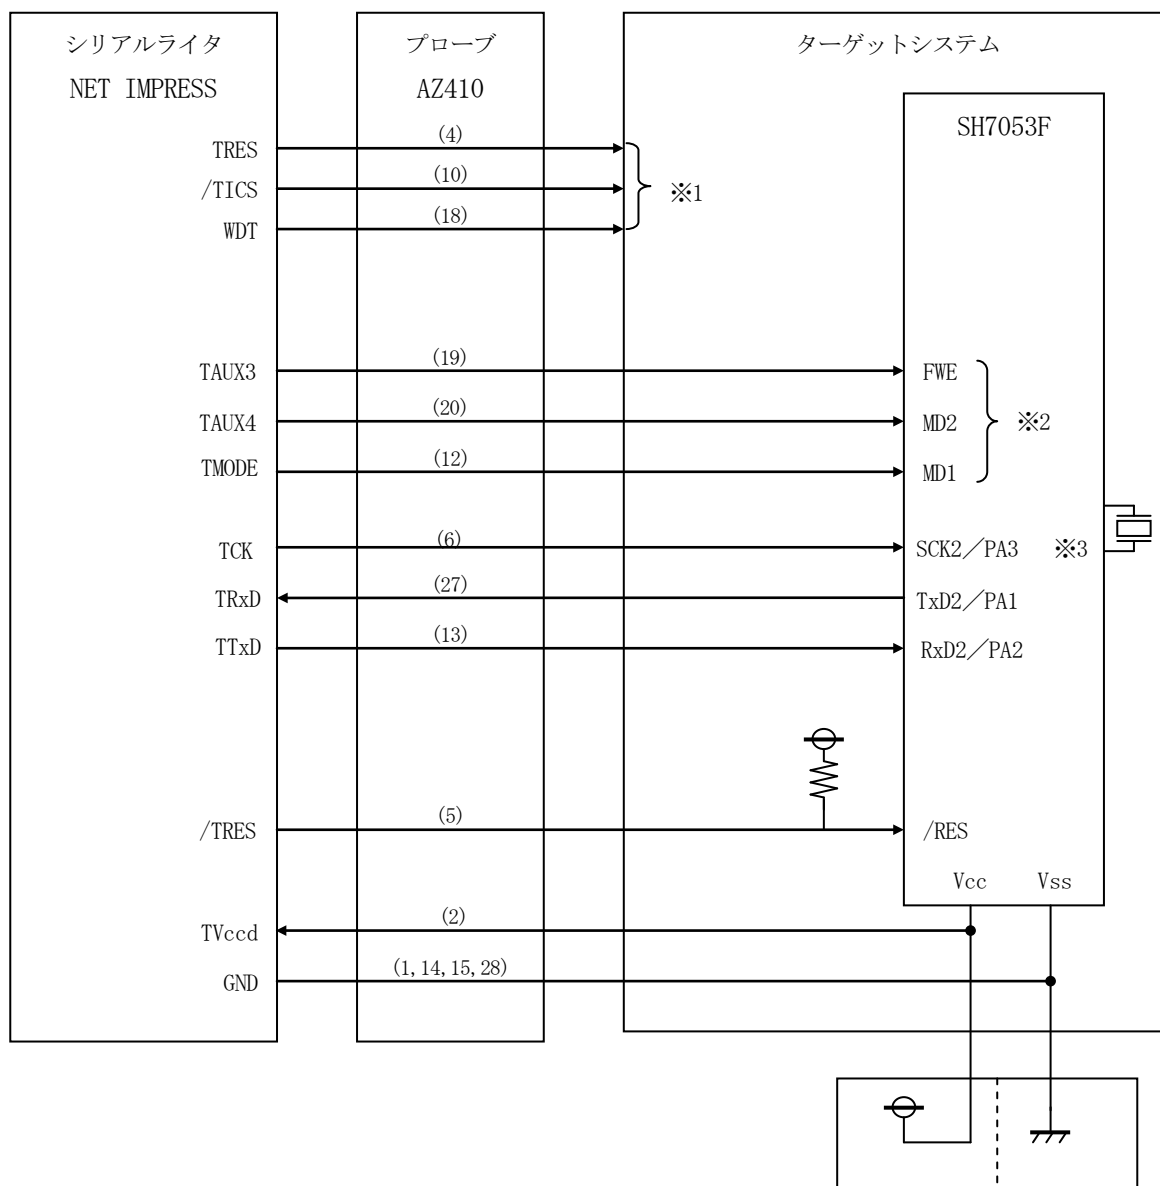 シリアルライタ
NET IMPRESS
プローブ
AZ410
ターゲットシステム
SH7053F
TRES
(4)
/TICS
(10)
※1
WDT
(18)
TAUX3
(19)
FWE
TAUX4
(20)
MD2
※2
TMODE
(12)
MD1
TCK
(6)
SCK2／PA3
※3
TRxD
(27)
TxD2／PA1
TTxD
(13)
RxD2／PA2
/TRES
(5)
/RES
Vcc
Vss
TVccd
(2)
GND
(1,14,15,28)